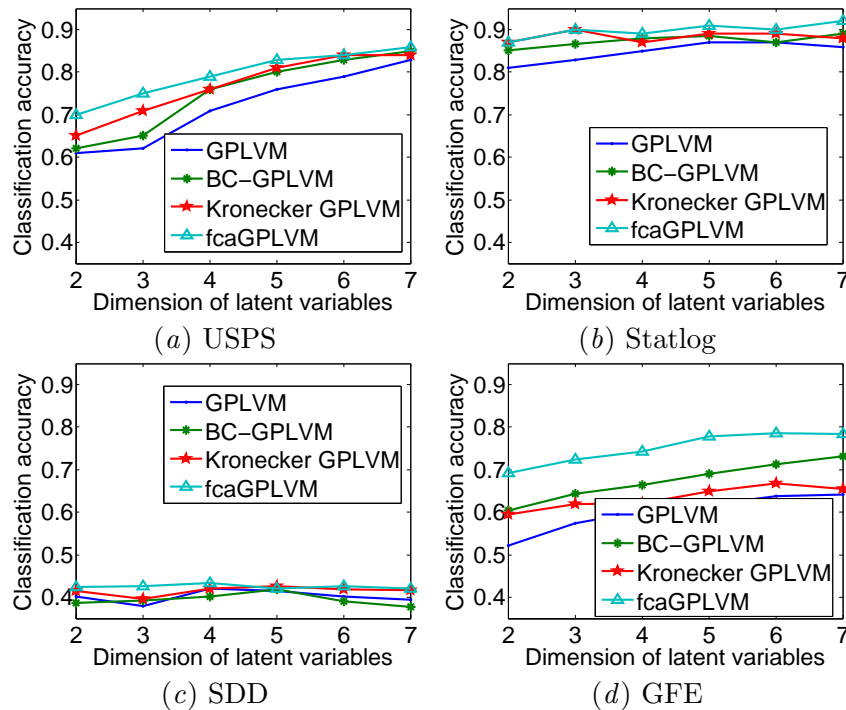 Classification accuracy
0.9
0.8
0.7
0.6
0.5
0.4
GPLVM
BC-GPLVM
Kronecker GPLVM
fcaGPLVM
2 3 4 5 6 7
Dimension of latent variables
(a) USPS
Classification accuracy
0.9
0.8
0.7
0.6
0.5
0.4
GPLVM
BC-GPLVM
Kronecker GPLVM
fcaGPLVM
2 3 4 5 6 7
Dimension of latent variables
(b) Statlog
Classification accuracy
0.9
0.8
0.7
0.6
0.5
0.4
GPLVM
BC-GPLVM
Kronecker GPLVM
fcaGPLVM
2 3 4 5 6 7
Dimension of latent variables
(c) SDD
Classification accuracy
0.9
0.8
0.7
0.6
0.5
0.4
GPLVM
BC-GPLVM
Kronecker GPLVM
fcaGPLVM
2 3 4 5 6 7
Dimension of latent variables
(d) GFE